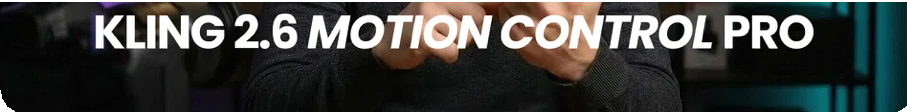 KLING 2.6 MOTION CONTROL PRO